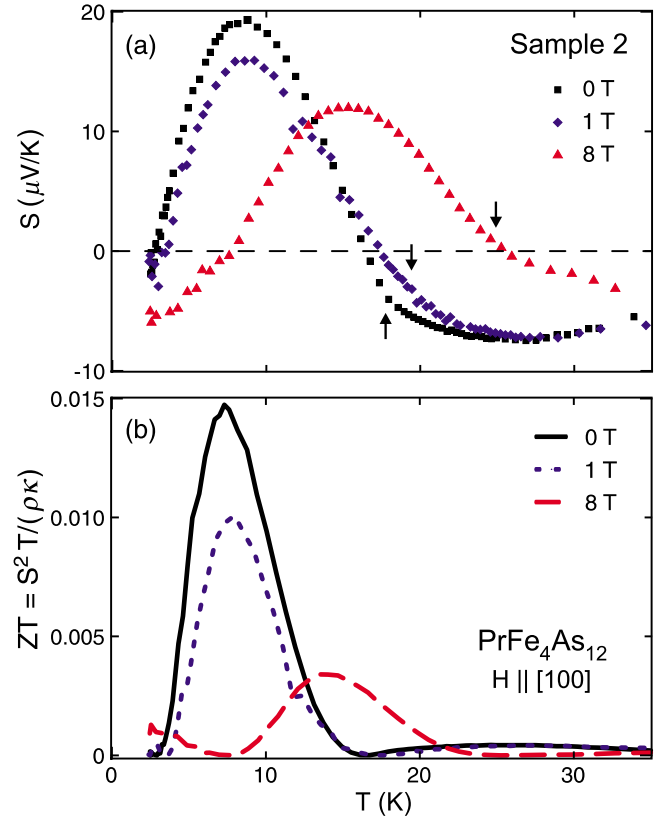 20
10
0
-10
S (μV/K)
(a)
Sample 2
0 T
1 T
8 T
0.015
0.010
0.005
0
ZT = S² T/(ρκ)
(b)
0 T
1 T
8 T
PrFe₄As₁₂
H || [100]
0 10 20 30
T (K)